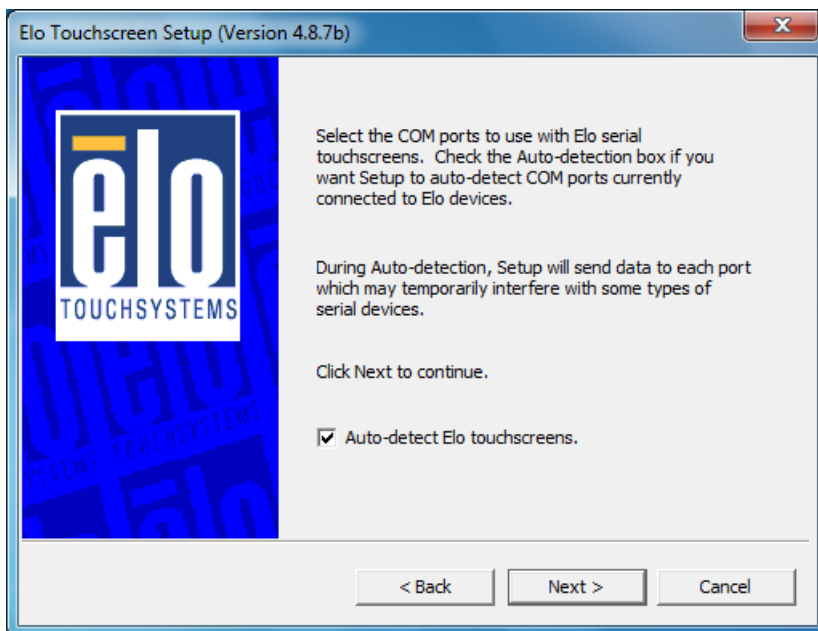 Elo Touchscreen Setup (Version 4.8.7b)
ēlo
TOUCHSYSTEMS
Select the COM ports to use with Elo serial
touchscreens. Check the Auto-detection box if you
want Setup to auto-detect COM ports currently
connected to Elo devices.
During Auto-detection, Setup will send data to each port
which may temporarily interfere with some types of
serial devices.
Click Next to continue.
Auto-detect Elo touchscreens.
< Back
Next >
Cancel